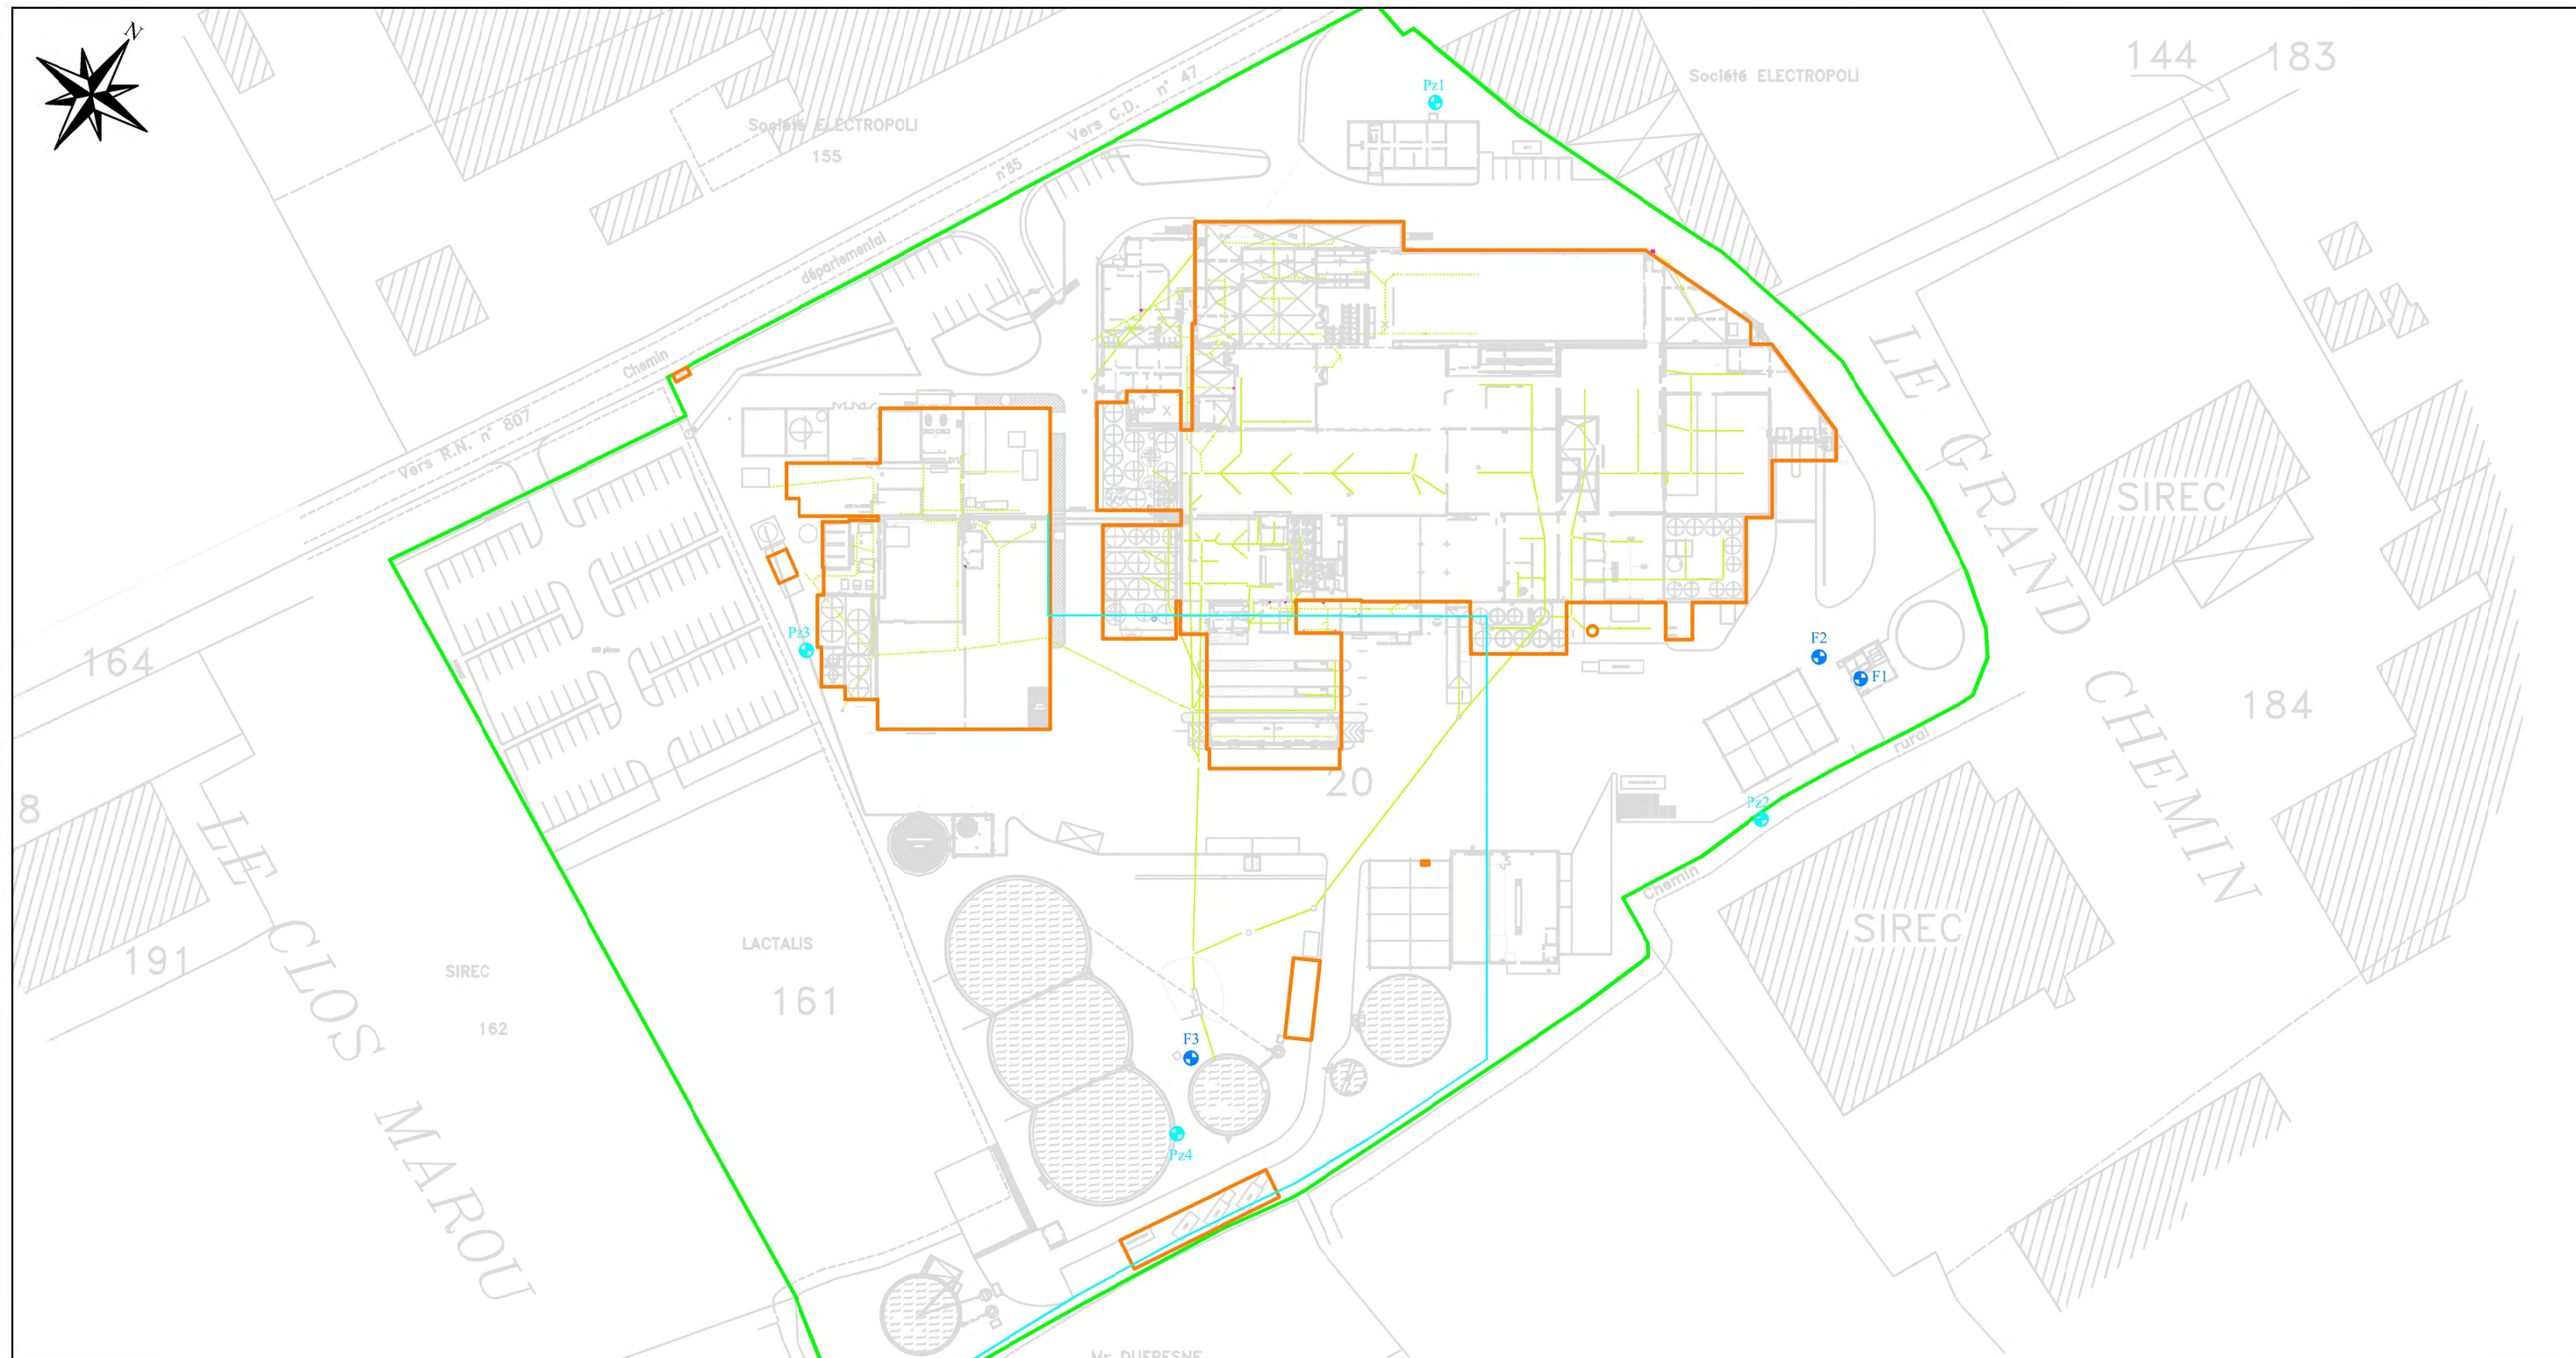 N
144
183
Société ELECTROPOLI
Pz1
Société ELECTROPOLI
155
Vers C.D. n° 47
n°85
départemental
Chemin
Vers R.N. n° 807
LE GRAND CHEMIN
SIREC
Pz3
F2
F1
164
184
rural
Pz2
20
8
Chemin
SIREC
LE CLOS MAROU
191
LACTALIS
SIREC
161
162
F3
Pz4
Mr DUFRESNE